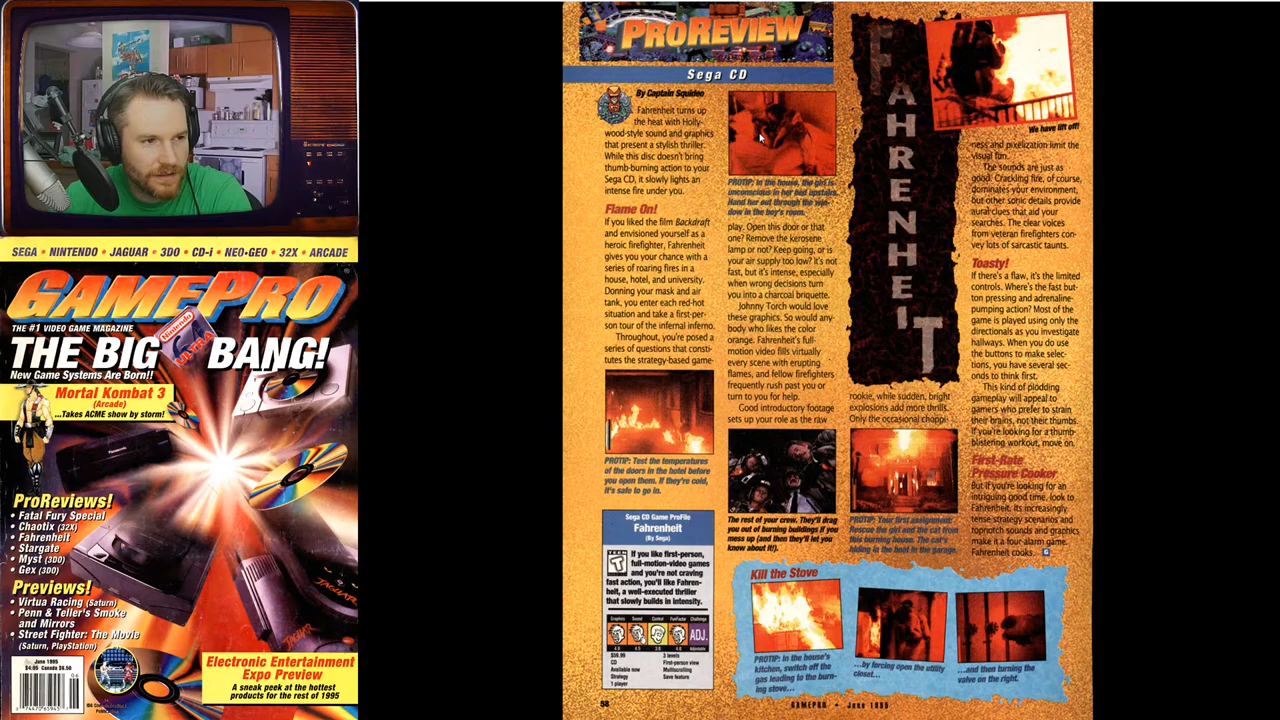 SEGA • NINTENDO • JAGUAR • 3DO • CD-i • NEO•GEO • 32X • ARCADE
GAMEPRO
THE #1 VIDEO GAME MAGAZINE
THE BIG BANG!
Nintendo
New Game Systems Are Born!!
Mortal Kombat 3
(Arcade)
...Takes ACME show by storm!
ProReviews!
• Fatal Fury Special
• Chaotix (32X)
• Fahrenheit
• Stargate
• Myst (3DO)
• Gex (3DO)
Previews!
• Virtua Racing (Saturn)
• Penn & Teller's Smoke
and Mirrors
• Street Fighter: The Movie
(Saturn, PlayStation)
JAGUAR
June 1995
Electronic Entertainment
Expo Preview
A sneak peek at the hottest
products for the rest of 1995
PROREVIEW
Sega CD
By Captain Squideo
Fahrenheit turns up
the heat with Holly-
wood-style sound and graphics
that present a stylish thriller.
While this disc doesn't bring
thumb-burning action to your
Sega CD, it slowly lights an
intense fire under you.
Flame On!
If you liked the film Backdraft
and envisioned yourself as a
heroic firefighter, Fahrenheit
gives you your chance with a
series of roaring fires in a
house, hotel, and university.
Donning your mask and air
tank, you enter each red-hot
situation and take a first-per-
son tour of the infernal inferno.
Throughout, you're posed a
series of questions that consti-
tutes the strategy-based game-
PROTIP: Test the temperatures
of the doors in the hotel before
you open them. If they're cold,
it's safe to go in.
Sega CD Game ProFile
Fahrenheit
(By Sega)
TEEN
If you like first-person,
full-motion-video games
and you're not craving
fast action, you'll like Fahren-
heit, a well-executed thriller
that slowly builds in intensity.
Graphics Sound Control FunFactor Challenge
ADJ.
$59.99
CD
Available now
Strategy
1 player
3 levels
First-person view
Multiscrolling
Save feature
PROTIP: In the house, the girl is
unconscious in her bed upstairs.
Hand her out through the win-
dow in the boy's room.
play. Open this door or that
one? Remove the kerosene
lamp or not? Keep going, or is
your air supply too low? It's not
fast, but it's intense, especially
when wrong decisions turn
you into a charcoal briquette.
Johnny Torch would love
these graphics. So would any-
body who likes the color
orange. Fahrenheit's full-
motion video fills virtually
every scene with erupting
flames, and fellow firefighters
frequently rush past you or
turn to you for help.
Good introductory footage
sets up your role as the raw
The rest of your crew. They'll drag
you out of burning buildings if you
mess up (and then they'll let you
know about it!).
FAHRENHEIT
We have lift off!
rookie, while sudden, bright
explosions add more thrills.
Only the occasional choppi-
PROTIP: Your first assignment:
Rescue the girl and the cat from
this burning house. The cat's
hiding in the boat in the garage.
ness and pixelization limit the
visual fun.
The sounds are just as
good. Crackling fire, of course,
dominates your environment,
but other sonic details provide
aural clues that aid your
searches. The clear voices
from veteran firefighters con-
vey lots of sarcastic taunts.
Toasty!
If there's a flaw, it's the limited
controls. Where's the fast but-
ton pressing and adrenaline-
pumping action? Most of the
game is played using only the
directionals as you investigate
hallways. When you do use
the buttons to make selec-
tions, you have several sec-
onds to think first.
This kind of plodding
gameplay will appeal to
gamers who prefer to strain
their brains, not their thumbs.
If you're looking for a thumb-
blistering workout, move on.
First-Rate
Pressure Cooker
But if you're looking for an
intriguing good time, look to
Fahrenheit. Its increasingly
tense strategy scenarios and
topnotch sounds and graphics
make it a four-alarm game.
Fahrenheit cooks.
Kill the Stove
PROTIP: In the house's
kitchen, switch off the
gas leading to the burn-
ing stove...
...by forcing open the utility
closet...
...and then turning the
valve on the right.
58
GAMEPRO • June 1995